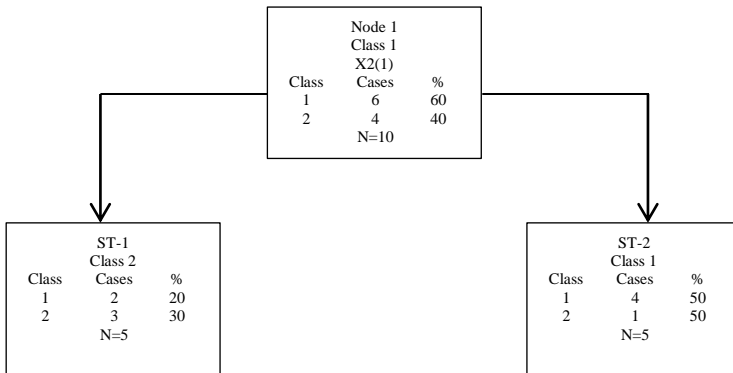 Node 1
Class 1
X2(1)
Class Cases %
1 6 60
2 4 40
N=10
ST-1
Class 2
Class Cases %
1 2 20
2 3 30
N=5
ST-2
Class 1
Class Cases %
1 4 50
2 1 50
N=5